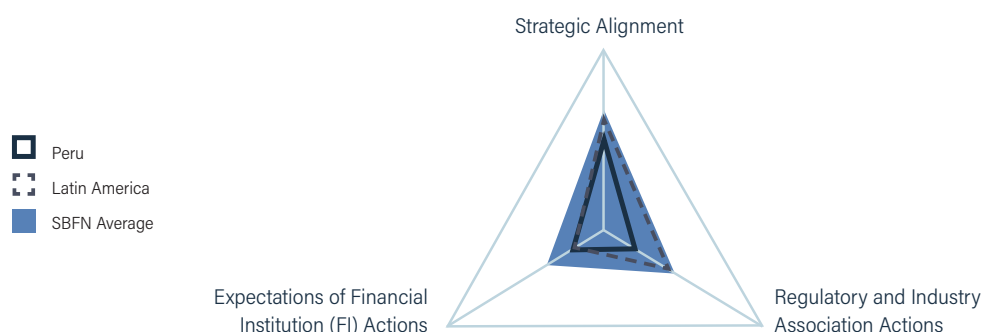 Strategic Alignment
Peru
Latin America
SBFN Average
Expectations of Financial
Institution (FI) Actions
Regulatory and Industry
Association Actions